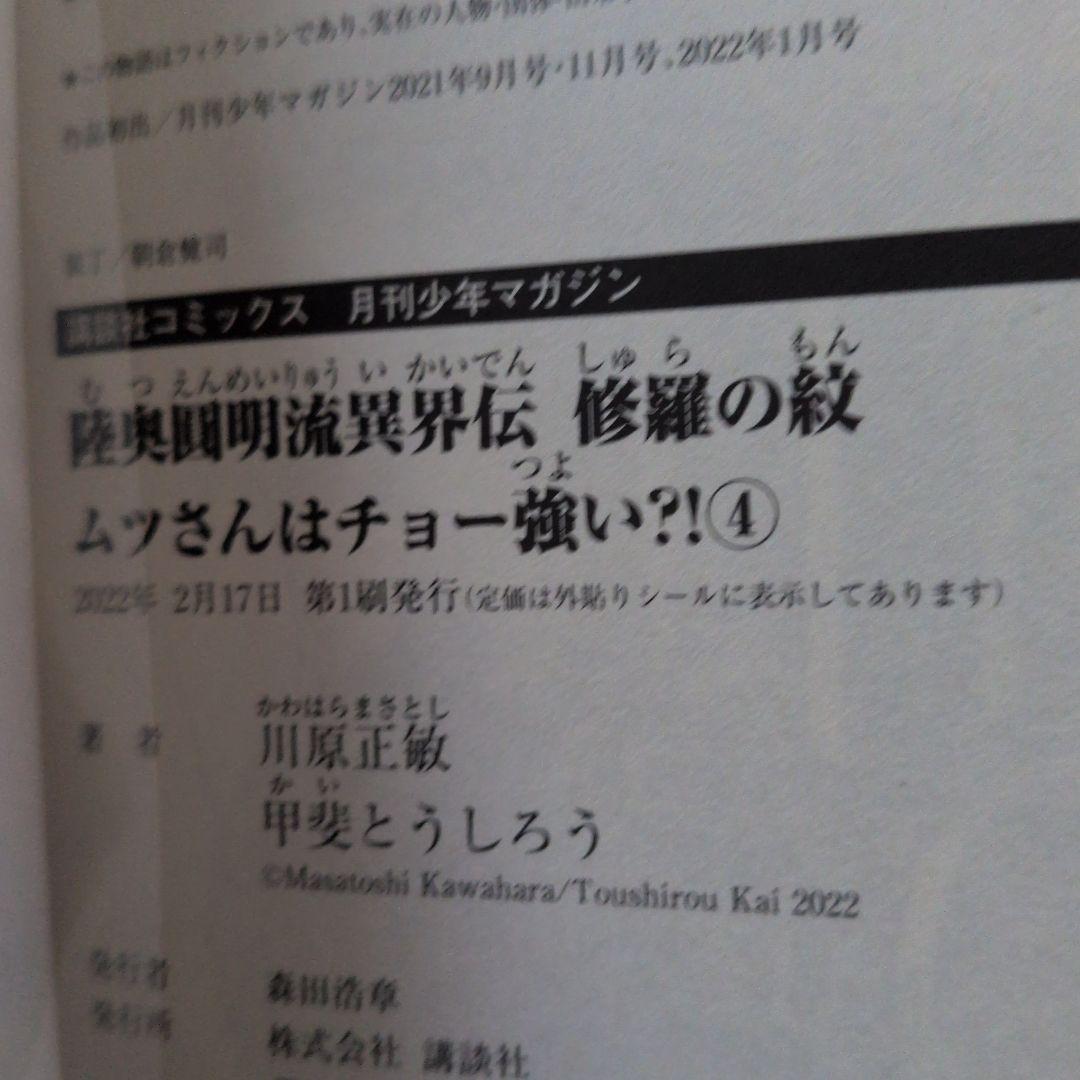 ＊この物語はフィクションであり、実在の人物・団体・
作品初出／月刊少年マガジン2021年9月号・11月号、2022年1月号
装丁／朝倉健司
講談社コミックス 月刊少年マガジン
むつえんめいりゅういかいでん しゅら もん
陸奥圓明流異界伝 修羅の紋
つよ
ムツさんはチョー強い?!④
2022年 2月17日 第1刷発行(定価は外貼りシールに表示してあります)
かわはらまさとし
著者 川原正敏
かい
甲斐とうしろう
©Masatoshi Kawahara/Toushirou Kai 2022
発行者 森田浩章
発行所 株式会社 講談社